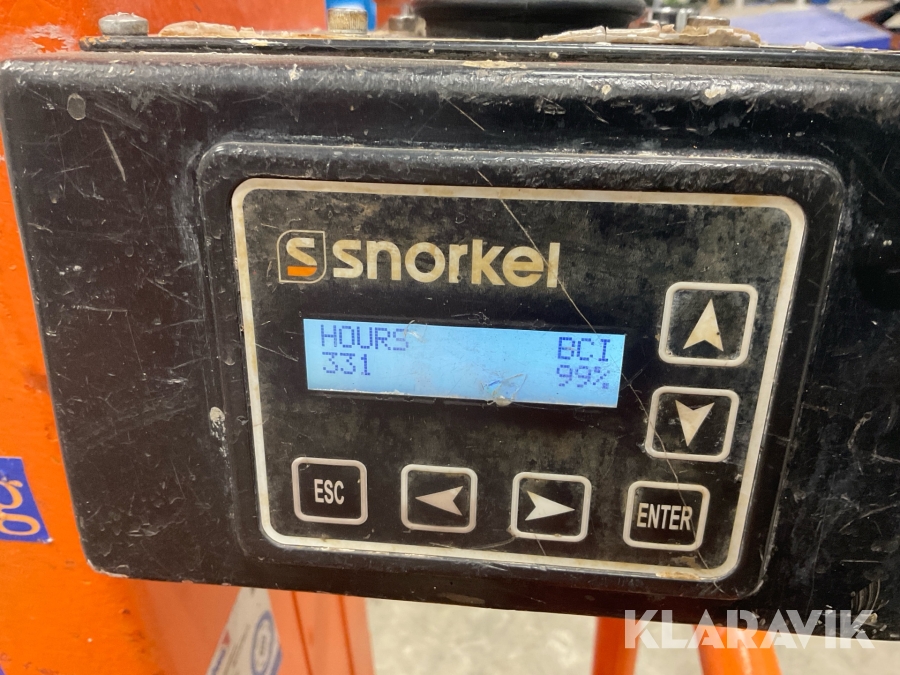 snorkel
HOURS BCI
331 99%
ESC
ENTER
KLARAVIK